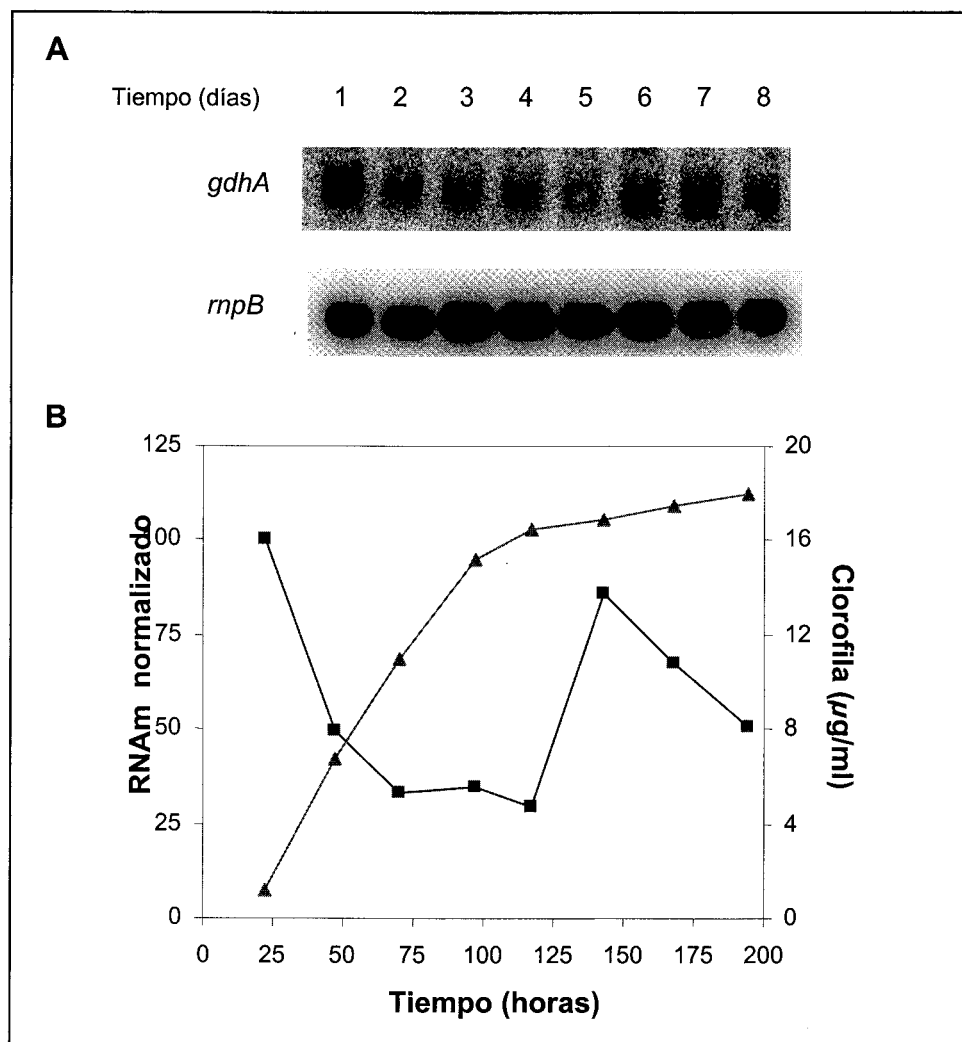 A
Tiempo (días) 1 2 3 4 5 6 7 8
gdhA
rnpB
B
125
100
75
50
25
0
RNAm normalizado
20
16
12
8
4
0
Clorofila (µg/ml)
0 25 50 75 100 125 150 175 200
Tiempo (horas)